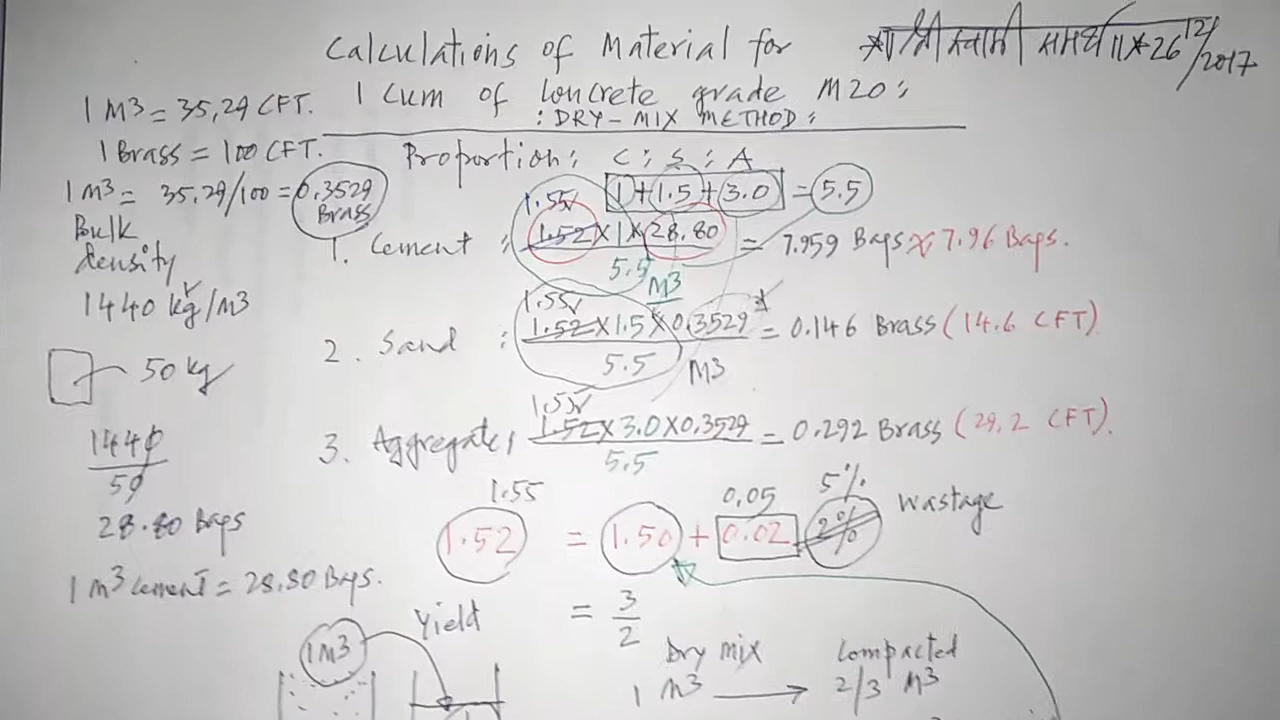 Calculations of Material for
1 Cum of Concrete grade M20:
: DRY-MIX METHOD:
26/12/2017
1 M3 = 35,29 CFT.
1 Brass = 100 CFT.
1 M3 = 35.29/100 = 0.3529 Brass
Bulk
density
1440 kg/M3
50 kg
1440
50
28.80 Bags
1 m3 cement = 28.80 Bags.
Proportion: C : S : A
1 + 1.5 + 3.0 = 5.5
1.55
1. Cement : 1.52 X 1 X 28.80 = 7.959 Bags 7.96 Bags.
5.5
M3
1.55
2. Sand : 1.52 X 1.5 X 0.3529 = 0.146 Brass (14.6 CFT)
5.5 M3
1.55
3. Aggregate: 1.52 X 3.0 X 0.3529 = 0.292 Brass (29.2 CFT).
5.5
1.55 0.05 5%
1.52 = 1.50 + 0.02 2% Wastage
= 3
2
1M3 Yield
Dry mix Compacted
1 M3 → 2/3 M3